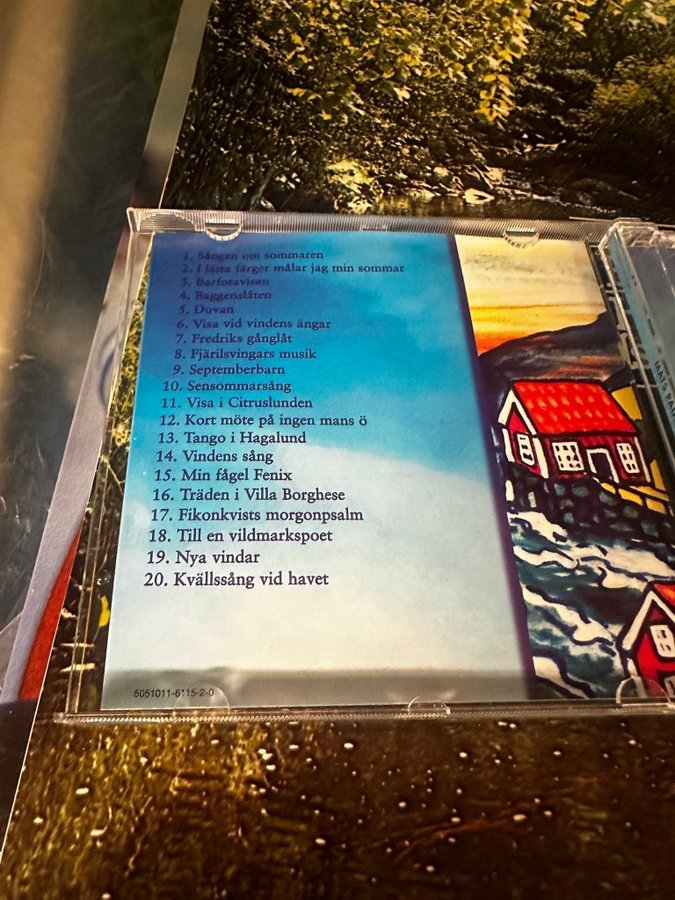 1. Sången om sommaren
2. I lätta färger målar jag min sommar
3. Barfotavisan
4. Baggenslåten
5. Duvan
6. Visa vid vindens ängar
7. Fredriks gånglåt
8. Fjärilsvingars musik
9. Septemberbarn
10. Sensommarsång
11. Visa i Citruslunden
12. Kort möte på ingen mans ö
13. Tango i Hagalund
14. Vindens sång
15. Min fågel Fenix
16. Träden i Villa Borghese
17. Fikonkvists morgonpsalm
18. Till en vildmarkspoet
19. Nya vindar
20. Kvällssång vid havet
5051011-6115-2-0
MATS